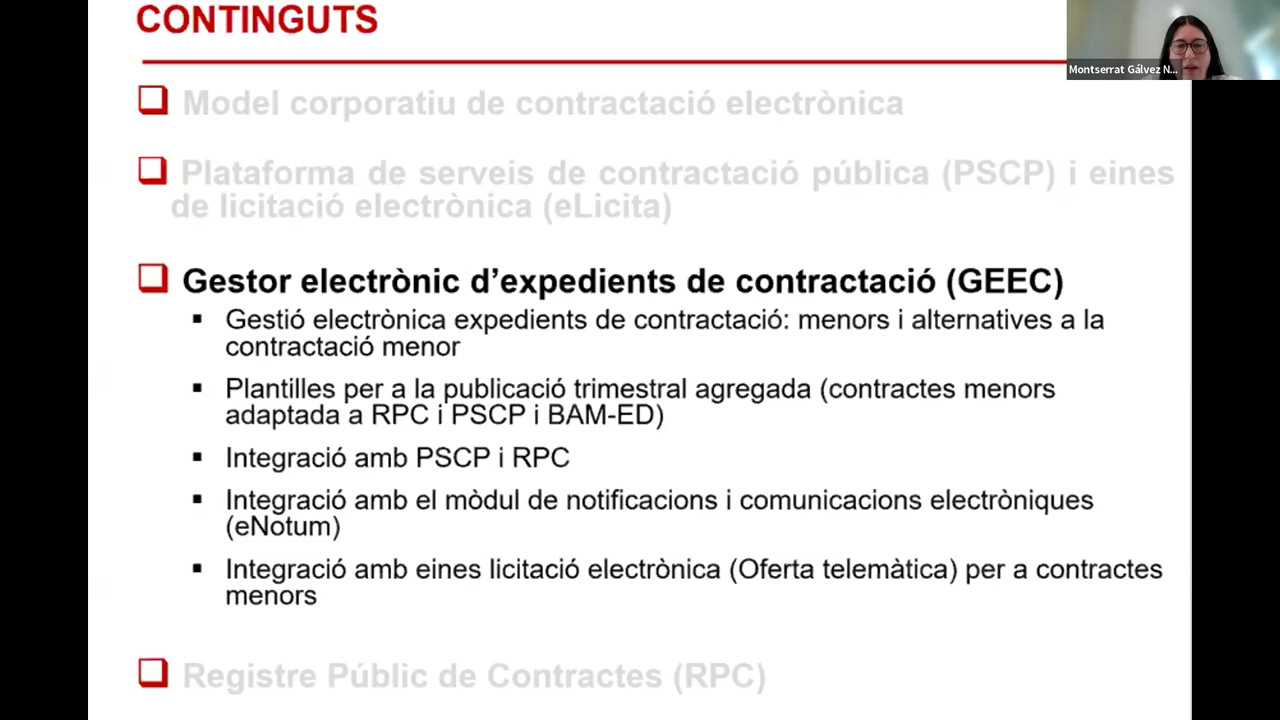 CONTINGUTS
Montserrat Gálvez N...
Model corporatiu de contractació electrònica
Plataforma de serveis de contractació pública (PSCP) i eines
de licitació electrònica (eLicita)
Gestor electrònic d’expedients de contractació (GEEC)
Gestió electrònica expedients de contractació: menors i alternatives a la
contractació menor
Plantilles per a la publicació trimestral agregada (contractes menors
adaptada a RPC i PSCP i BAM-ED)
Integració amb PSCP i RPC
Integració amb el mòdul de notificacions i comunicacions electròniques
(eNotum)
Integració amb eines licitació electrònica (Oferta telemàtica) per a contractes
menors
Registre Públic de Contractes (RPC)